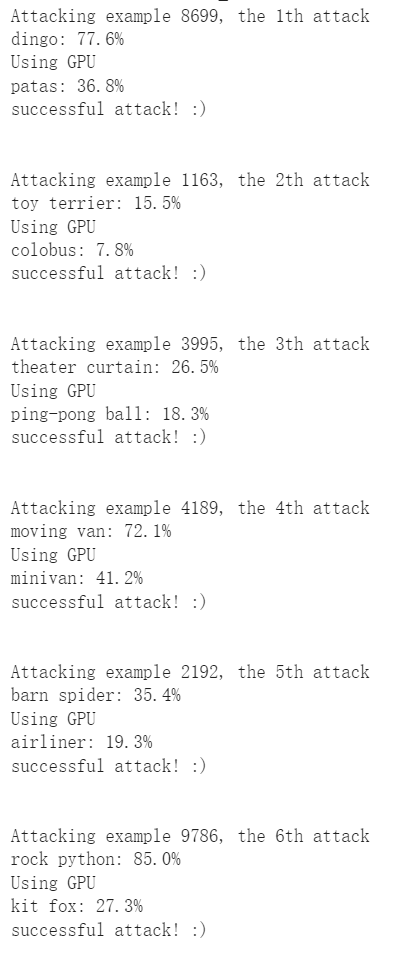 Attacking example 8699, the 1th attack
dingo: 77.6%
Using GPU
patas: 36.8%
successful attack! :)
Attacking example 1163, the 2th attack
toy terrier: 15.5%
Using GPU
colobus: 7.8%
successful attack! :)
Attacking example 3995, the 3th attack
theater curtain: 26.5%
Using GPU
ping-pong ball: 18.3%
successful attack! :)
Attacking example 4189, the 4th attack
moving van: 72.1%
Using GPU
minivan: 41.2%
successful attack! :)
Attacking example 2192, the 5th attack
barn spider: 35.4%
Using GPU
airliner: 19.3%
successful attack! :)
Attacking example 9786, the 6th attack
rock python: 85.0%
Using GPU
kit fox: 27.3%
successful attack! :)